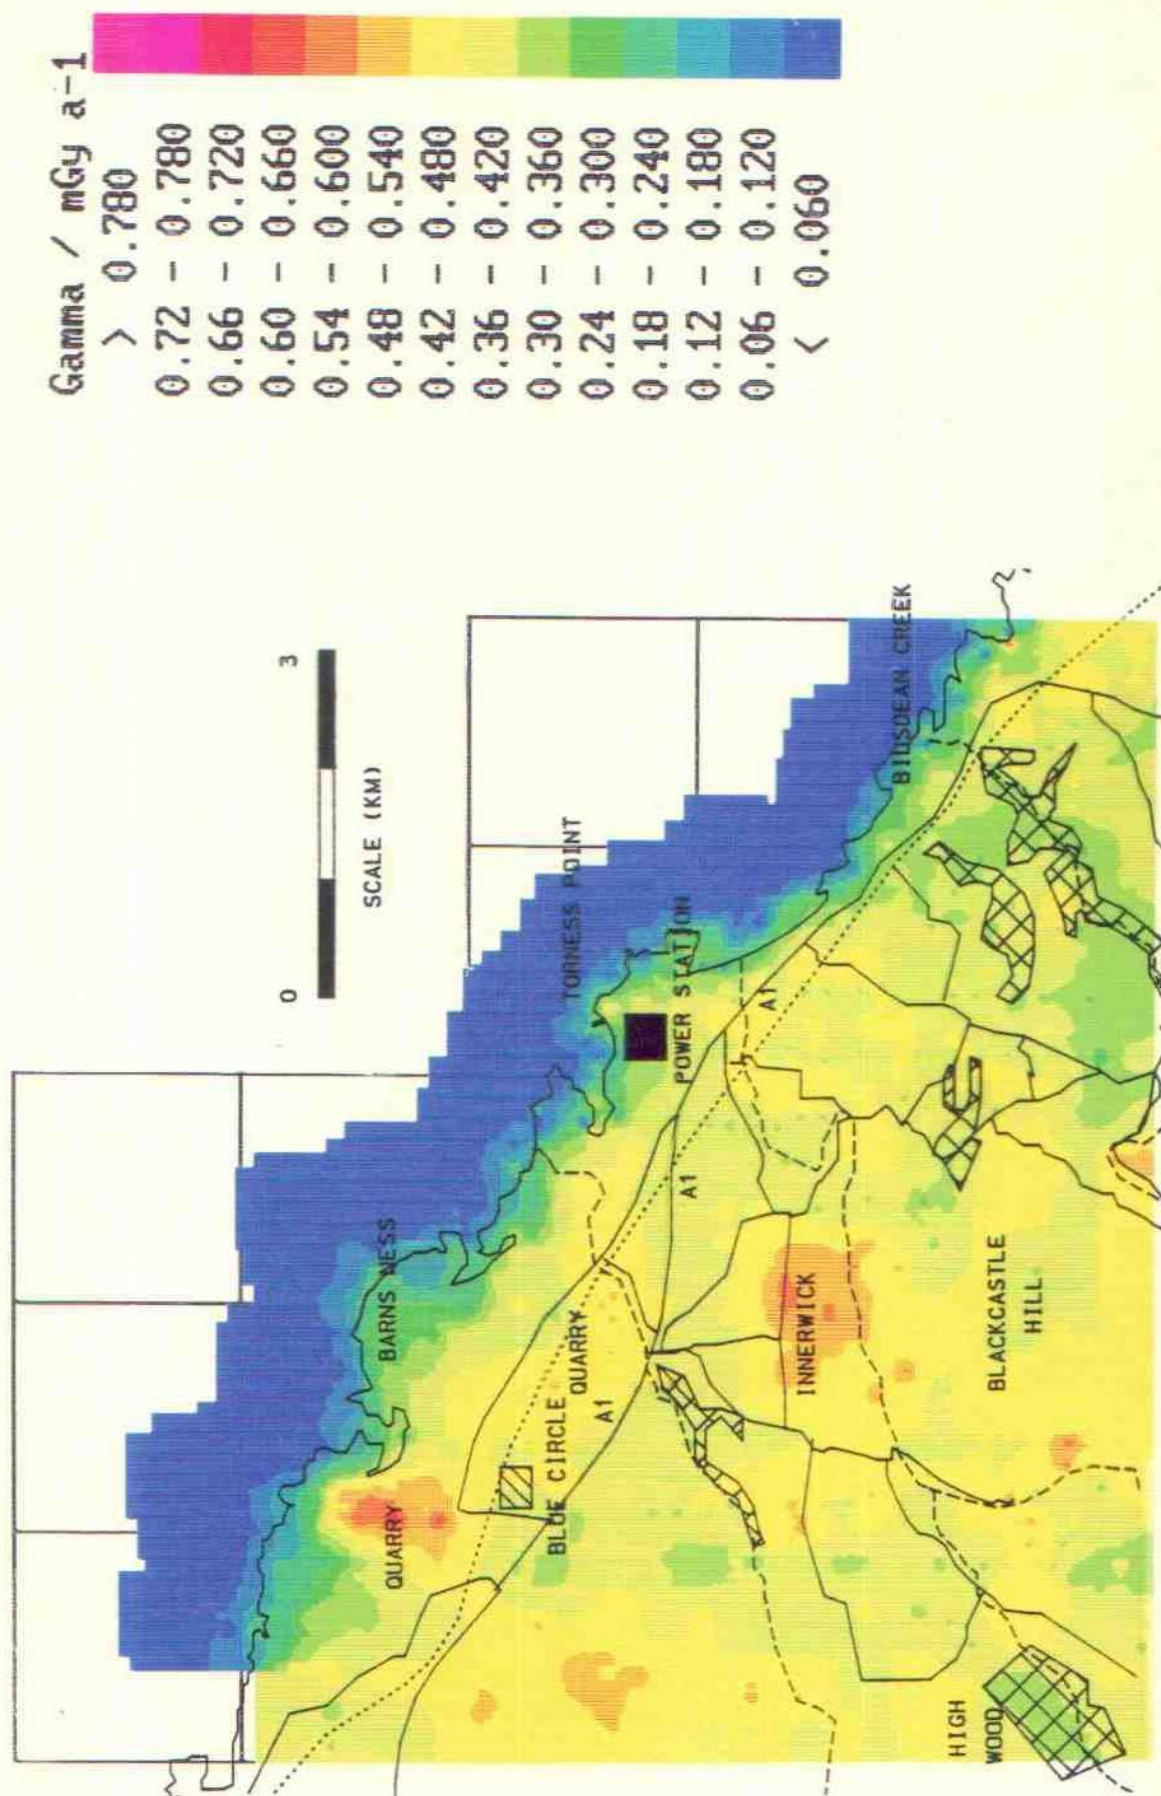 Gamma / mGy a-1
> 0.780
0.72 - 0.780
0.66 - 0.720
0.60 - 0.660
0.54 - 0.600
0.48 - 0.540
0.42 - 0.480
0.36 - 0.420
0.30 - 0.360
0.24 - 0.300
0.18 - 0.240
0.12 - 0.180
0.06 - 0.120
< 0.060
0 3
SCALE (KM)
QUARRY
BARNS NESS
TORNESS POINT
POWER STATION
BILSDEAN CREEK
BLUE CIRCLE
QUARRY
A1
A1
A1
INNERWICK
BLACKCASTLE
HILL
HIGH
WOOD